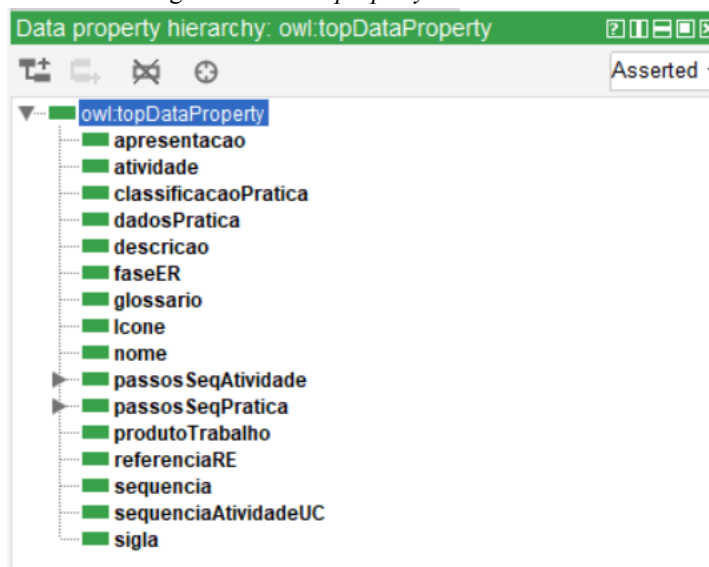 Data property hierarchy: owl:topDataProperty
Asserted
owl:topDataProperty
apresentacao
atividade
classificacaoPratica
dadosPratica
descricao
faseER
glossario
Icone
nome
passosSeqAtividade
passosSeqPratica
produtoTrabalho
referenciaRE
sequencia
sequenciaAtividadeUC
sigla